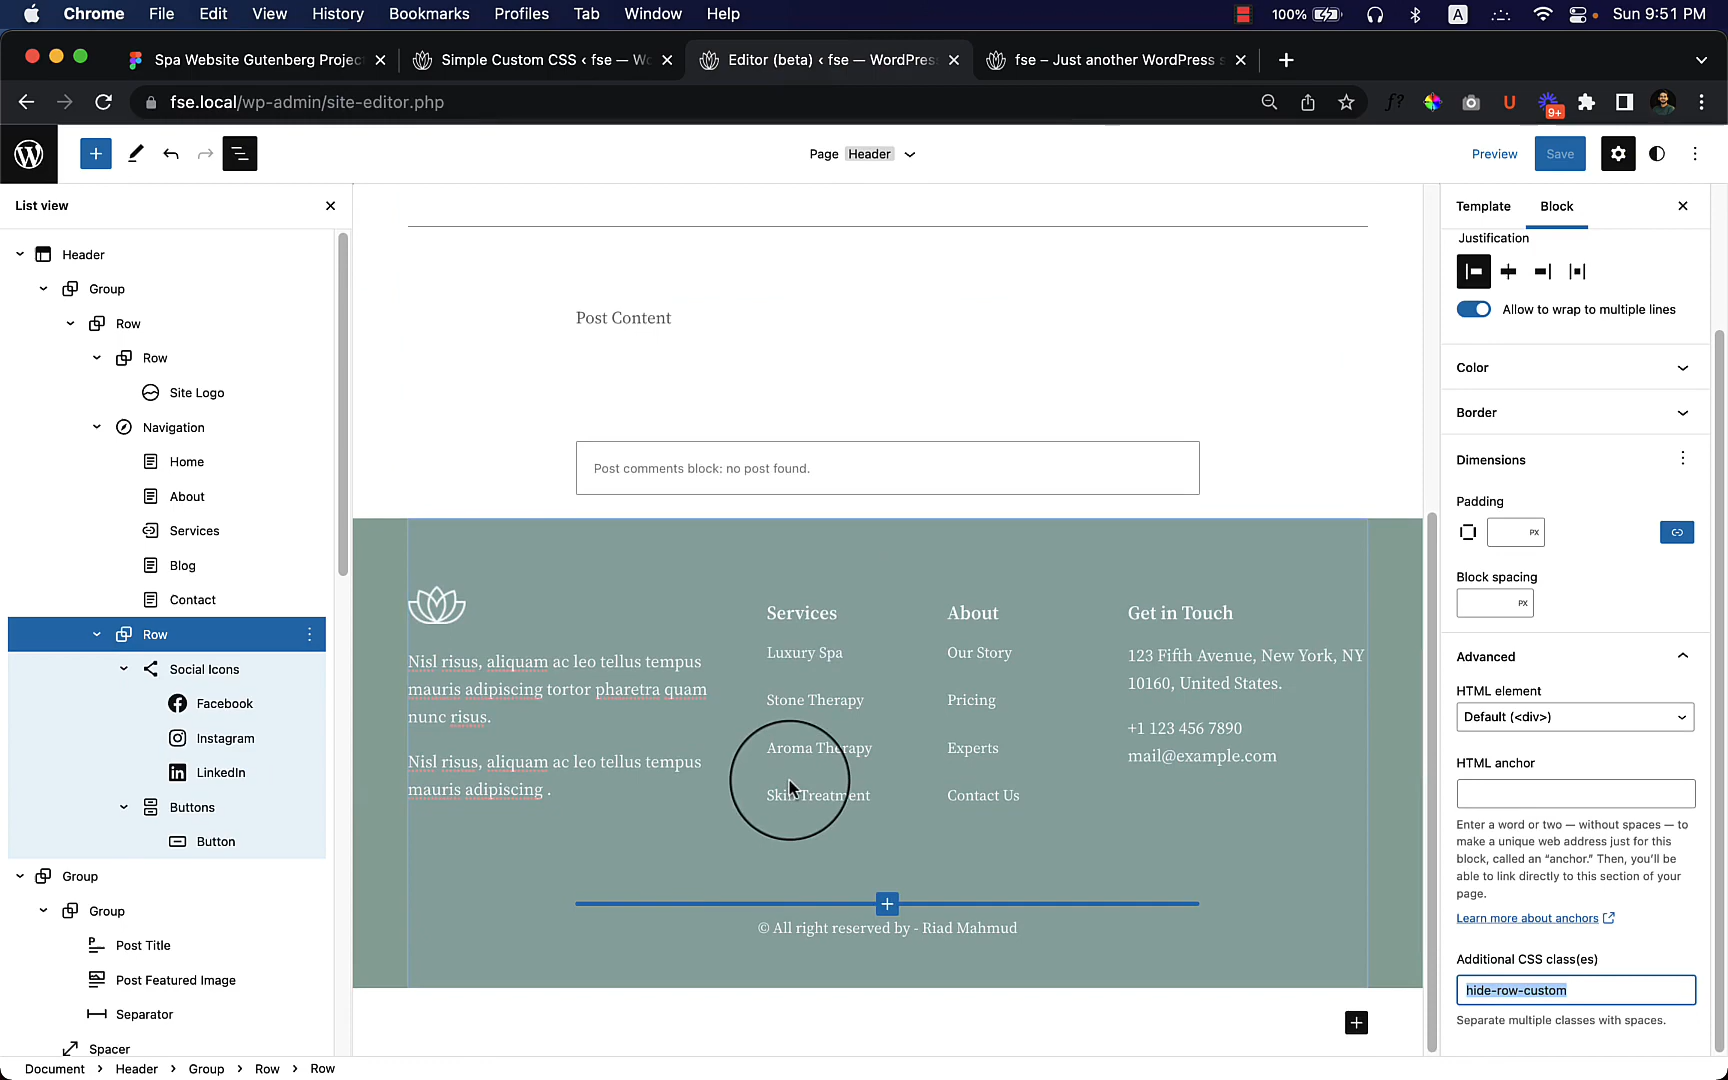 Chrome File Edit View History Bookmarks Profiles Tab Window Help 100% A Sun 9:51 PM
Spa Website Gutenberg Projec
Simple Custom CSS ‹ fse — W
Editor (beta) ‹ fse — WordPres
fse – Just another WordPress s
fse.local/wp-admin/site-editor.php
f?
U
9+
Page Header
Preview
Save
List view
Header
Group
Row
Row
Site Logo
Navigation
Home
About
Services
Blog
Contact
Row
Social Icons
Facebook
Instagram
LinkedIn
Buttons
Button
Group
Group
Post Title
Post Featured Image
Separator
Spacer
Post Content
Post comments block: no post found.
Nisl risus, aliquam ac leo tellus tempus
mauris adipiscing tortor pharetra quam
nunc risus.
Nisl risus, aliquam ac leo tellus tempus
mauris adipiscing .
Services
Luxury Spa
Stone Therapy
Aroma Therapy
Skin Treatment
About
Our Story
Pricing
Experts
Contact Us
Get in Touch
123 Fifth Avenue, New York, NY
10160, United States.
+1 123 456 7890
mail@example.com
© All right reserved by - Riad Mahmud
Template Block
Justification
Allow to wrap to multiple lines
Color
Border
Dimensions
Padding
PX
Block spacing
PX
Advanced
HTML element
Default (<div>)
HTML anchor
Enter a word or two — without spaces — to
make a unique web address just for this
block, called an “anchor.” Then, you’ll be
able to link directly to this section of your
page.
Learn more about anchors
Additional CSS class(es)
hide-row-custom
Separate multiple classes with spaces.
Document › Header › Group › Row › Row